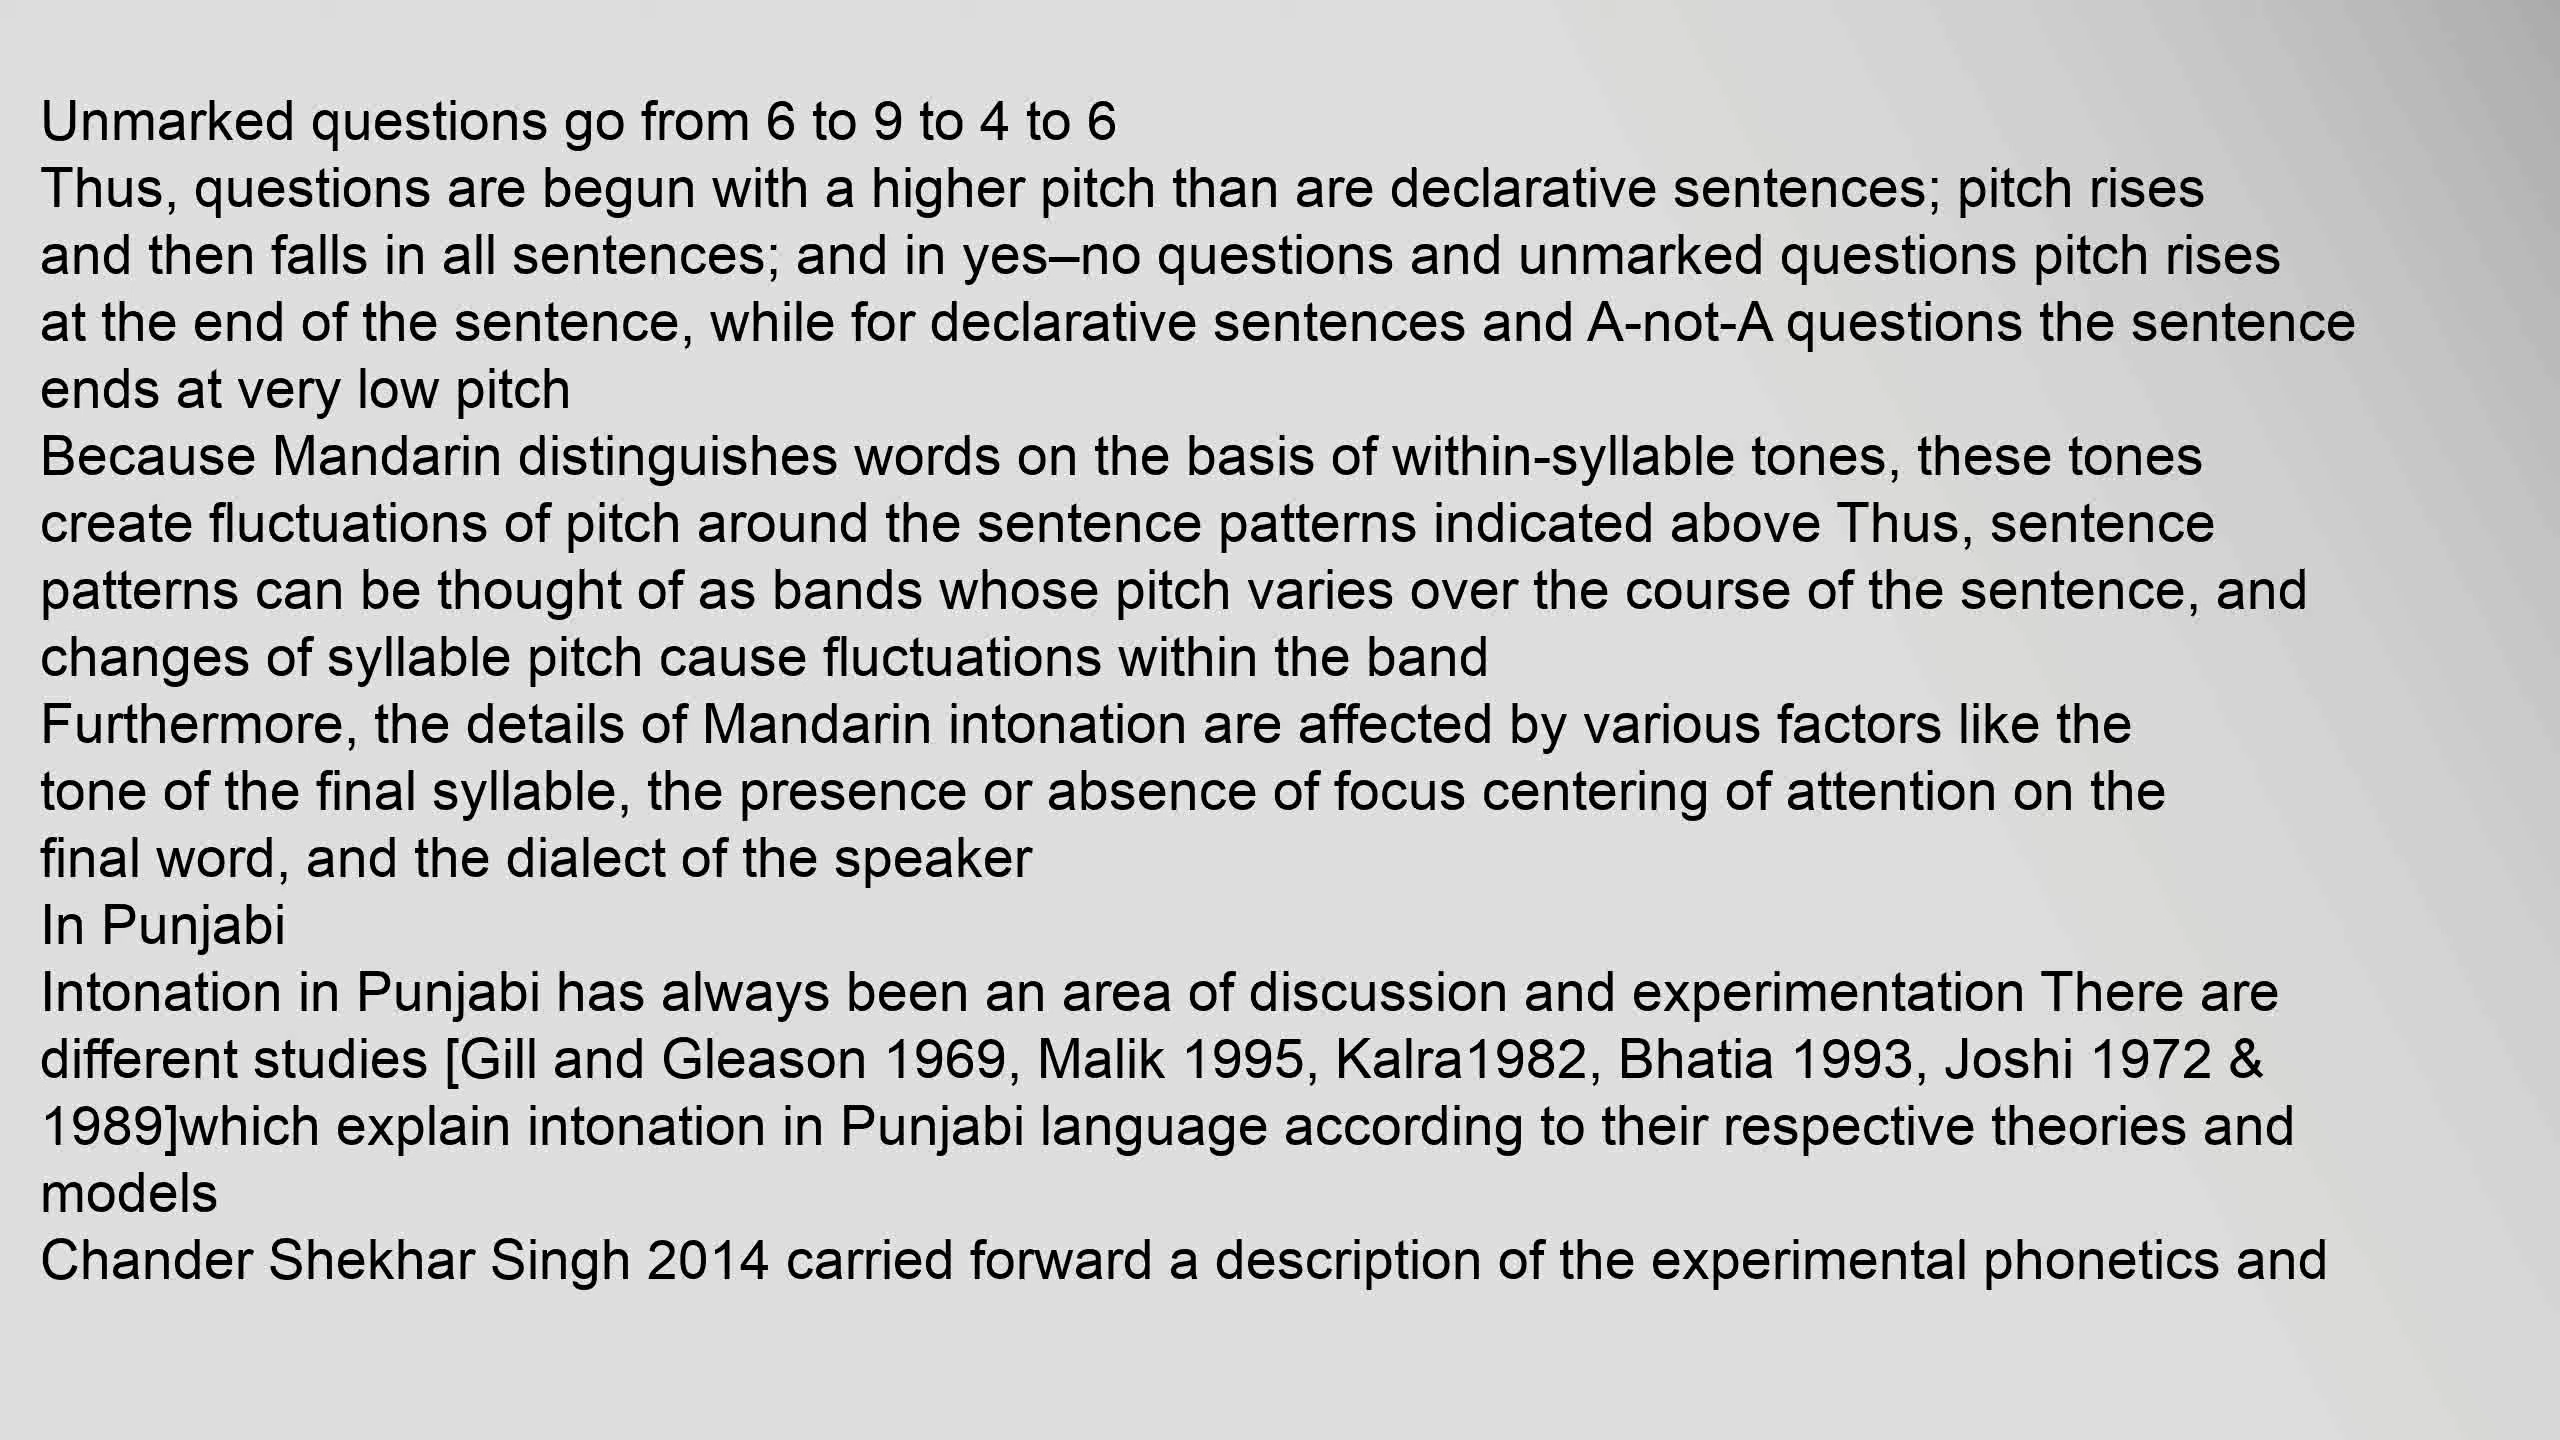 Unmarked questions go from 6 to 9 to 4 to 6
Thus, questions are begun with a higher pitch than are declarative sentences; pitch rises
and then falls in all sentences; and in yes–no questions and unmarked questions pitch rises
at the end of the sentence, while for declarative sentences and A-not-A questions the sentence
ends at very low pitch
Because Mandarin distinguishes words on the basis of within-syllable tones, these tones
create fluctuations of pitch around the sentence patterns indicated above Thus, sentence
patterns can be thought of as bands whose pitch varies over the course of the sentence, and
changes of syllable pitch cause fluctuations within the band
Furthermore, the details of Mandarin intonation are affected by various factors like the
tone of the final syllable, the presence or absence of focus centering of attention on the
final word, and the dialect of the speaker
In Punjabi
Intonation in Punjabi has always been an area of discussion and experimentation There are
different studies [Gill and Gleason 1969, Malik 1995, Kalra1982, Bhatia 1993, Joshi 1972 &
1989]which explain intonation in Punjabi language according to their respective theories and
models
Chander Shekhar Singh 2014 carried forward a description of the experimental phonetics and